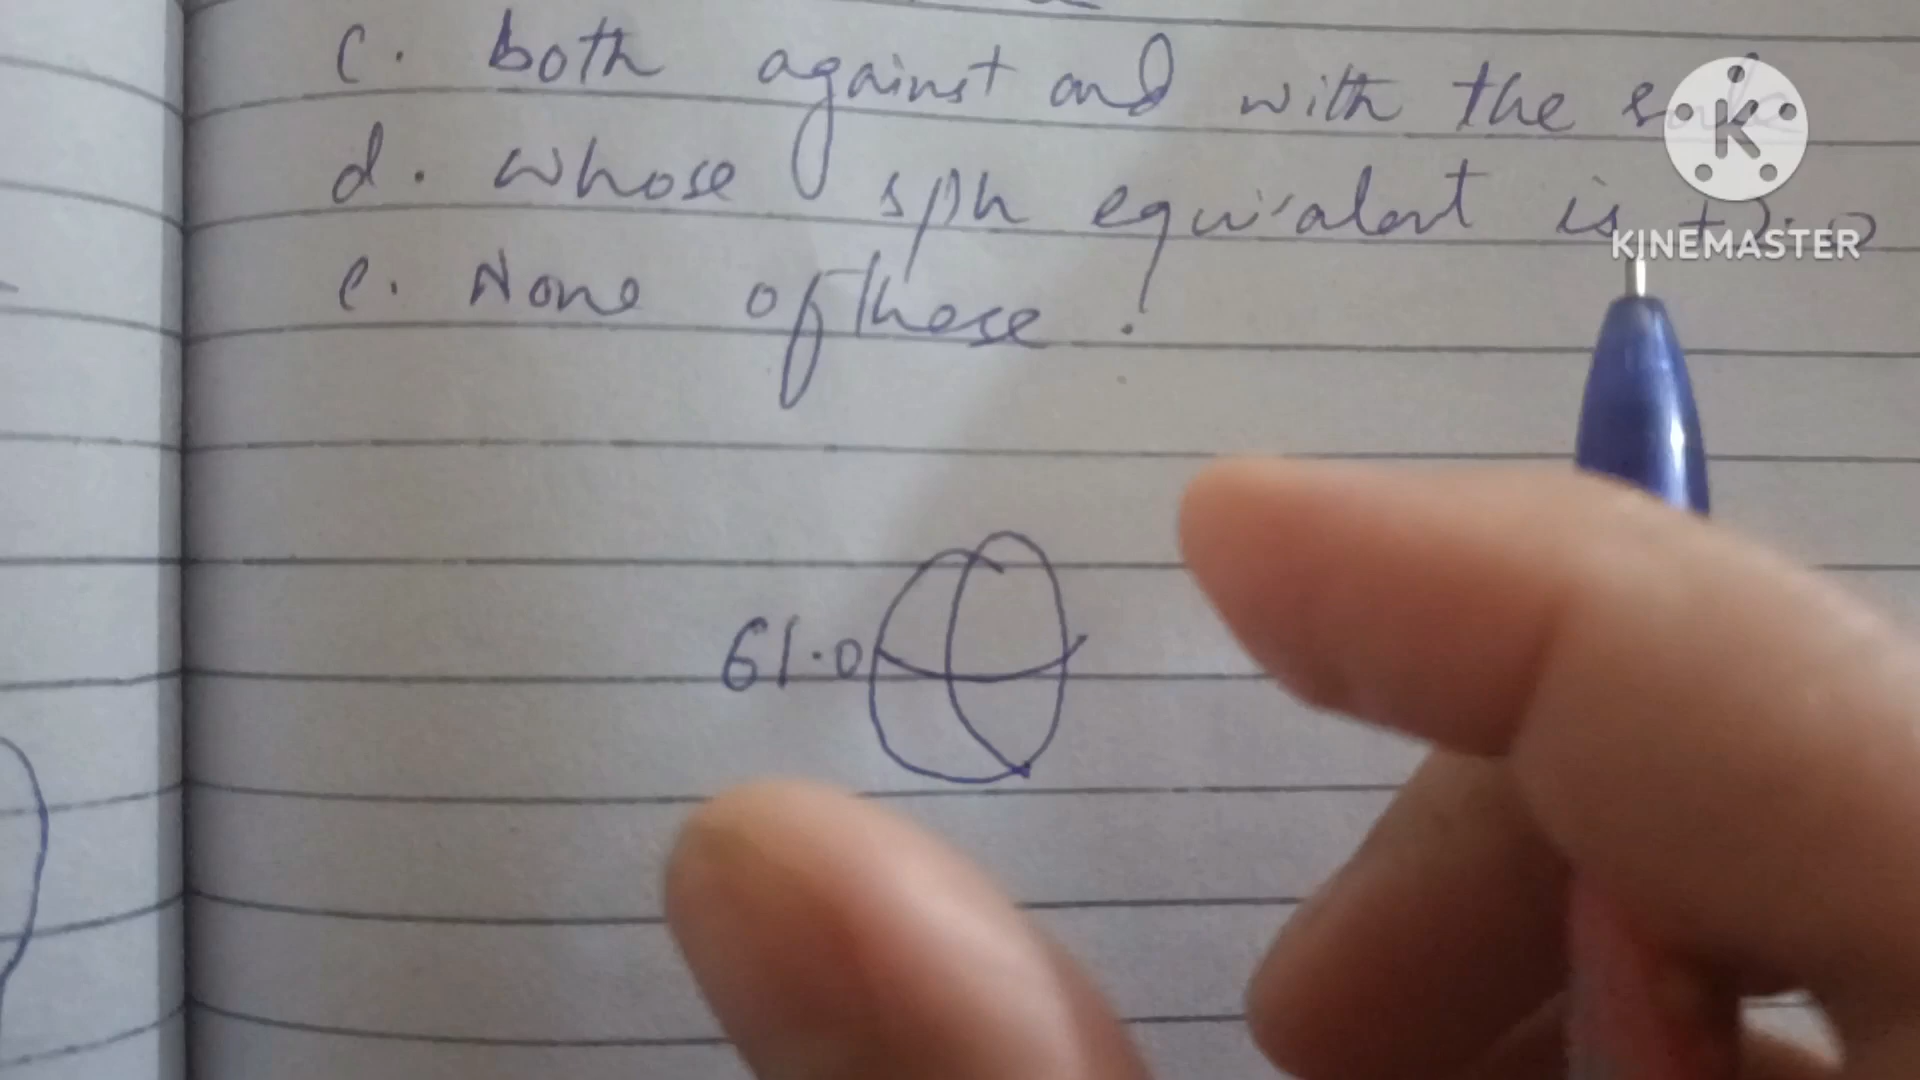 c. both against and with the
d. whose sph equivalent is
e. None of these.
61.0
K
KINEMASTER